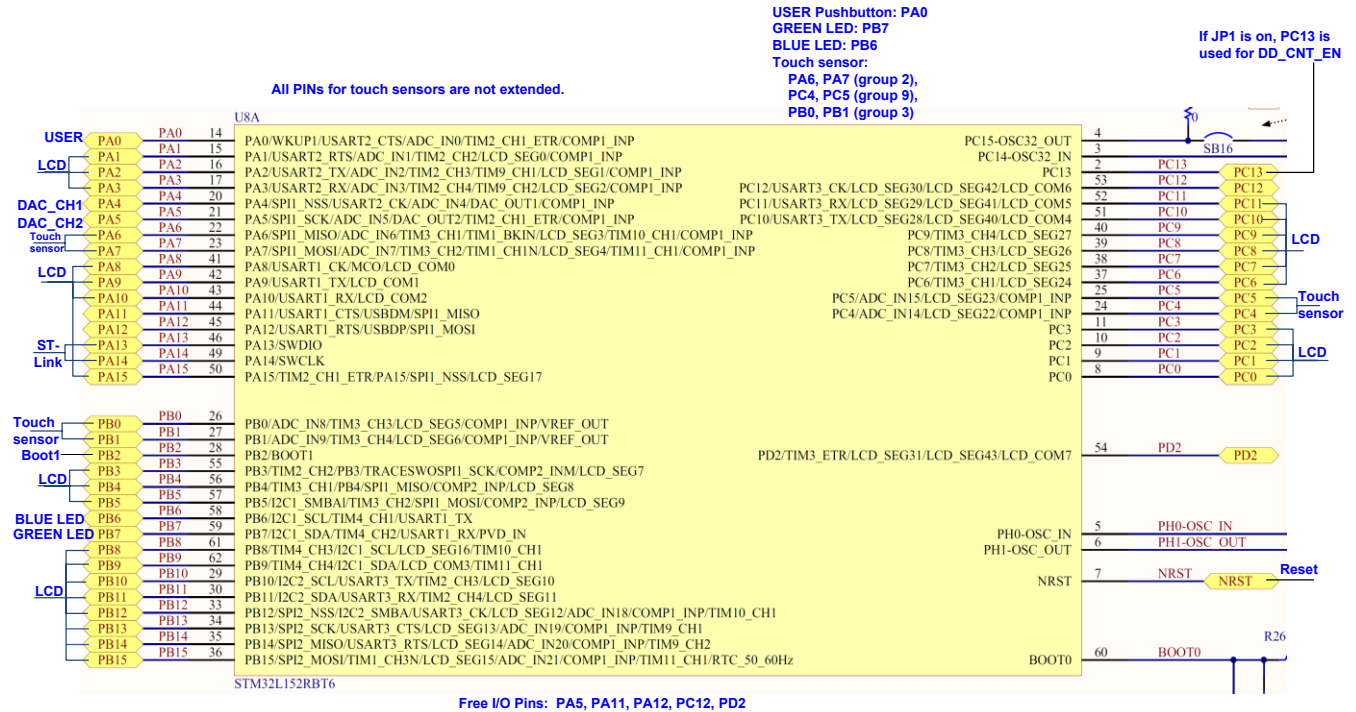 USER Pushbutton: PA0
GREEN LED: PB7
BLUE LED: PB6
Touch sensor:
PA6, PA7 (group 2),
PC4, PC5 (group 9),
PB0, PB1 (group 3)
If JP1 is on, PC13 is
used for DD_CNT_EN
All PINs for touch sensors are not extended.
U8A
USER PA0 PA0 14 PA0/WKUP1/USART2_CTS/ADC_IN0/TIM2_CH1_ETR/COMP1_INP
PA1 PA1 15 PA1/USART2_RTS/ADC_IN1/TIM2_CH2/LCD_SEG0/COMP1_INP
LCD PA2 PA2 16 PA2/USART2_TX/ADC_IN2/TIM2_CH3/TIM9_CH1/LCD_SEG1/COMP1_INP
PA3 PA3 17 PA3/USART2_RX/ADC_IN3/TIM2_CH4/TIM9_CH2/LCD_SEG2/COMP1_INP
DAC_CH1 PA4 PA4 20 PA4/SPI1_NSS/USART2_CK/ADC_IN4/DAC_OUT1/COMP1_INP
DAC_CH2 PA5 PA5 21 PA5/SPI1_SCK/ADC_IN5/DAC_OUT2/TIM2_CH1_ETR/COMP1_INP
Touch
sensor
PA6 PA6 22 PA6/SPI1_MISO/ADC_IN6/TIM3_CH1/TIM1_BKIN/LCD_SEG3/TIM10_CH1/COMP1_INP
PA7 PA7 23 PA7/SPI1_MOSI/ADC_IN7/TIM3_CH2/TIM1_CH1N/LCD_SEG4/TIM11_CH1/COMP1_INP
LCD PA8 PA8 41 PA8/USART1_CK/MCO/LCD_COM0
PA9 PA9 42 PA9/USART1_TX/LCD_COM1
PA10 PA10 43 PA10/USART1_RX/LCD_COM2
PA11 PA11 44 PA11/USART1_CTS/USBDM/SPI1_MISO
PA12 PA12 45 PA12/USART1_RTS/USBDP/SPI1_MOSI
ST-
Link
PA13 PA13 46 PA13/SWDIO
PA14 PA14 49 PA14/SWCLK
PA15 PA15 50 PA15/TIM2_CH1_ETR/PA15/SPI1_NSS/LCD_SEG17
Touch
sensor
PB0 PB0 26 PB0/ADC_IN8/TIM3_CH3/LCD_SEG5/COMP1_INP/VREF_OUT
PB1 PB1 27 PB1/ADC_IN9/TIM3_CH4/LCD_SEG6/COMP1_INP/VREF_OUT
Boot1 PB2 PB2 28 PB2/BOOT1
PB3 PB3 55 PB3/TIM2_CH2/PB3/TRACESWOSPI1_SCK/COMP2_INM/LCD_SEG7
LCD PB4 PB4 56 PB4/TIM3_CH1/PB4/SPI1_MISO/COMP2_INP/LCD_SEG8
PB5 PB5 57 PB5/I2C1_SMBAI/TIM3_CH2/SPI1_MOSI/COMP2_INP/LCD_SEG9
BLUE LED PB6 PB6 58 PB6/I2C1_SCL/TIM4_CH1/USART1_TX
GREEN LED PB7 PB7 59 PB7/I2C1_SDA/TIM4_CH2/USART1_RX/PVD_IN
PB8 PB8 61 PB8/TIM4_CH3/I2C1_SCL/LCD_SEG16/TIM10_CH1
PB9 PB9 62 PB9/TIM4_CH4/I2C1_SDA/LCD_COM3/TIM11_CH1
PB10 PB10 29 PB10/I2C2_SCL/USART3_TX/TIM2_CH3/LCD_SEG10
LCD PB11 PB11 30 PB11/I2C2_SDA/USART3_RX/TIM2_CH4/LCD_SEG11
PB12 PB12 33 PB12/SPI2_NSS/I2C2_SMBA/USART3_CK/LCD_SEG12/ADC_IN18/COMP1_INP/TIM10_CH1
PB13 PB13 34 PB13/SPI2_SCK/USART3_CTS/LCD_SEG13/ADC_IN19/COMP1_INP/TIM9_CH1
PB14 PB14 35 PB14/SPI2_MISO/USART3_RTS/LCD_SEG14/ADC_IN20/COMP1_INP/TIM9_CH2
PB15 PB15 36 PB15/SPI2_MOSI/TIM1_CH3N/LCD_SEG15/ADC_IN21/COMP1_INP/TIM11_CH1/RTC_50_60Hz
PC15-OSC32_OUT 4
0
SB16
PC14-OSC32_IN 3
PC13 2 PC13 PC13
PC12/USART3_CK/LCD_SEG30/LCD_SEG42/LCD_COM6 53 PC12 PC12
PC11/USART3_RX/LCD_SEG29/LCD_SEG41/LCD_COM5 52 PC11 PC11
PC10/USART3_TX/LCD_SEG28/LCD_SEG40/LCD_COM4 51 PC10 PC10
PC9/TIM3_CH4/LCD_SEG27 40 PC9 PC9 LCD
PC8/TIM3_CH3/LCD_SEG26 39 PC8 PC8
PC7/TIM3_CH2/LCD_SEG25 38 PC7 PC7
PC6/TIM3_CH1/LCD_SEG24 37 PC6 PC6
PC5/ADC_IN15/LCD_SEG23/COMP1_INP 25 PC5 PC5 Touch
PC4/ADC_IN14/LCD_SEG22/COMP1_INP 24 PC4 PC4 sensor
PC3 11 PC3 PC3
PC2 10 PC2 PC2 LCD
PC1 9 PC1 PC1
PC0 8 PC0 PC0
PD2/TIM3_ETR/LCD_SEG31/LCD_SEG43/LCD_COM7 54 PD2 PD2
PH0-OSC_IN 5 PH0-OSC_IN
PH1-OSC_OUT 6 PH1-OSC_OUT
NRST 7 NRST NRST Reset
R26
BOOT0 60 BOOT0
STM32L152RBT6
Free I/O Pins: PA5, PA11, PA12, PC12, PD2